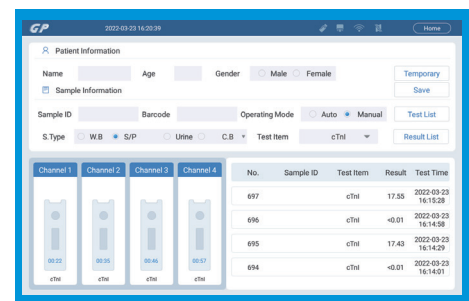 GP 2022-03-23 16:20:39 Home
Patient Information
Name Age Gender Male Female Temporary
Sample Information Save
Sample ID Barcode Operating Mode Auto Manual Test List
S.Type W.B S/P Urine C.B Test Item cTnI Result List
Channel 1 Channel 2 Channel 3 Channel 4 No. Sample ID Test Item Result Test Time
697 cTnI 17.55 2022-03-23
16:15:28
696 cTnI <0.01 2022-03-23
16:14:58
695 cTnI 17.43 2022-03-23
16:14:29
694 cTnI <0.01 2022-03-23
16:14:01
00:22 00:35 00:46 00:57
cTnI cTnI cTnI cTnI